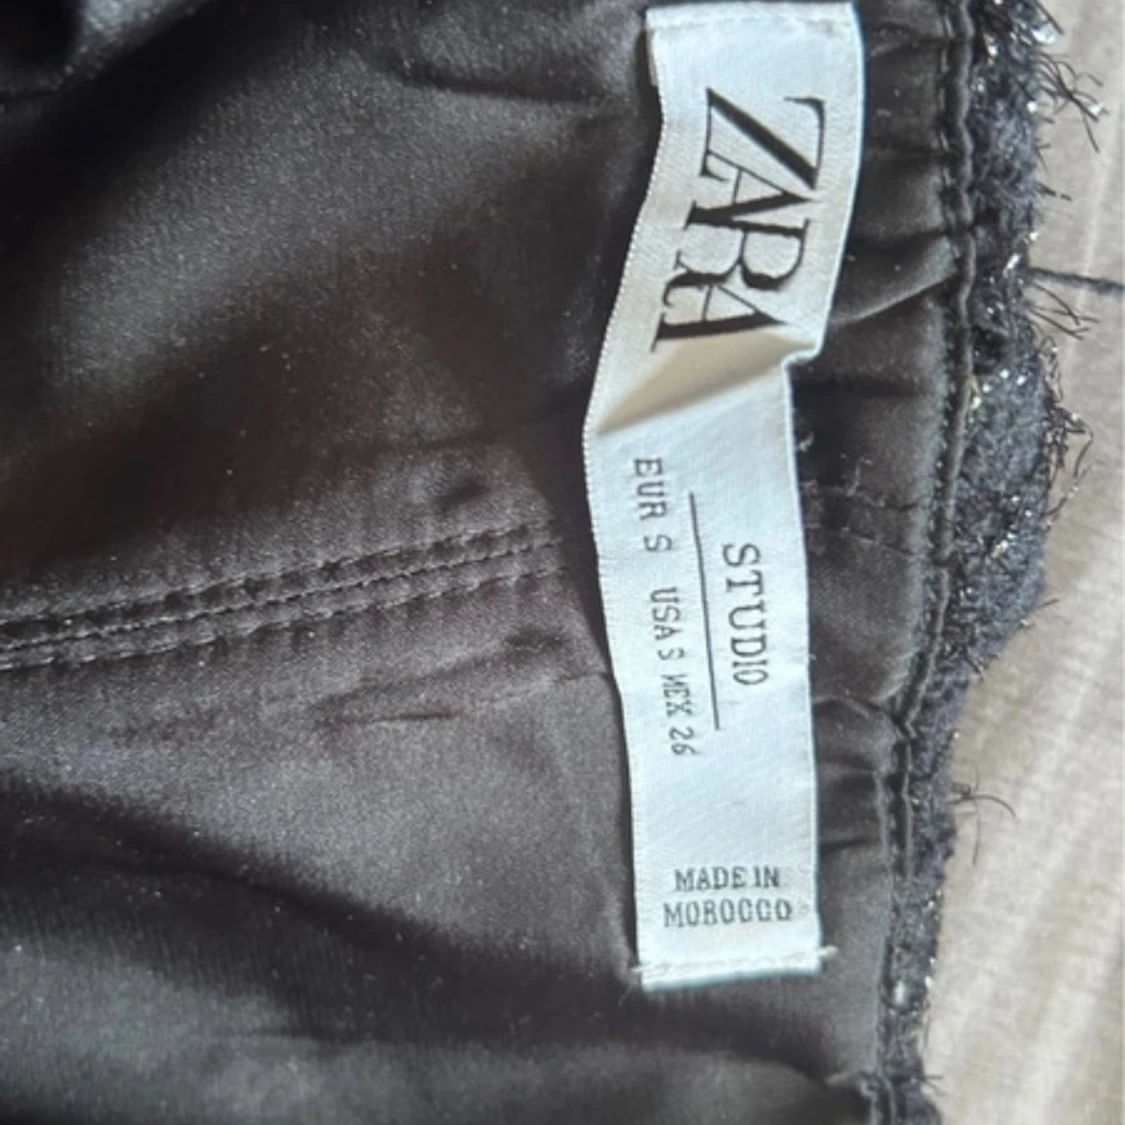 ZARA
STUDIO
EUR S USA S MEX 26
MADE IN
MOROCCO